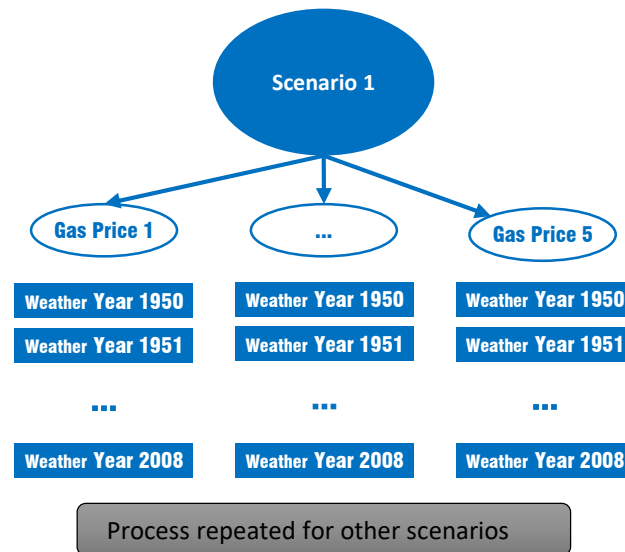 Scenario 1
Gas Price 1
...
Gas Price 5
Weather Year 1950
Weather Year 1950
Weather Year 1950
Weather Year 1951
Weather Year 1951
Weather Year 1951
...
...
...
Weather Year 2008
Weather Year 2008
Weather Year 2008
Process repeated for other scenarios